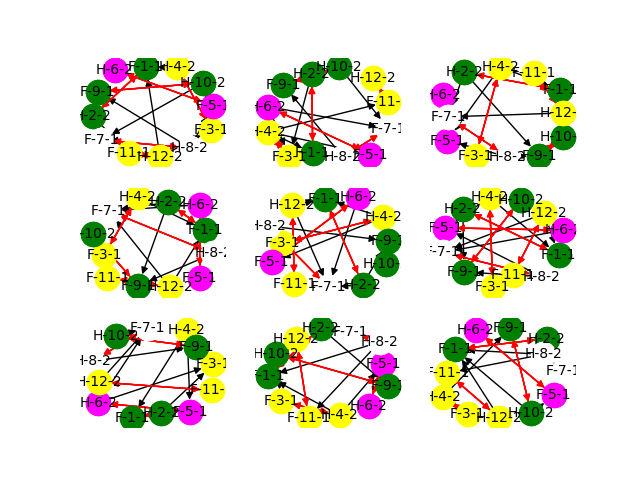 H-6-2 F-1-1 H-4-2
F-9-1 H-10-2
H-2-2 F-5-1
F-7-1 F-3-1
F-11-1 H-12-2 H-8-2
H-2-2 H-10-2 H-12-2
F-9-1 F-11-
H-6-2 F-7-1
H-4-2
F-3-1 F-1-1 H-8-2 F-5-1
H-2-2 H-4-2 F-11-1
H-6-2 F-1-1
F-7-1 H-12-
F-5-1 H-10-
F-3-1 H-8-2 F-9-1
H-4-2 H-2-2 H-6-2
F-7-1 F-1-1
-10-2 H-8-2
F-3-1
F-11-1 F-9-1 H-12-2 F-5-1
H-12-2 F-1-1 H-6-2
H-8-2 H-4-2
F-3-1 F-9-1
F-5-1 H-10-
F-11-1 F-7-1 H-2-2
H-4-2 H-10-2
H-2-2 H-12-2
F-5-1 H-6-2
F-7-1 F-1-1
F-9-1 F-11-1 H-8-2
F-3-1
H-10-2 F-7-1 H-4-2
H-8-2 F-9-1
H-12-2 F-3-1
H-6-2 F-11-
F-1-1 H-2-2 F-5-1
H-12-2 H-2-2 F-7-1
H-10-2 H-8-2
F-1-1 F-5-1
F-3-1 F-9-1
F-11-1 H-4-2 H-6-2
H-6-2 F-9-1 H-2-2
F-1-1 H-8-2
F-11-1 F-7-1
H-4-2 F-5-1
F-3-1 H-12-2 H-10-2